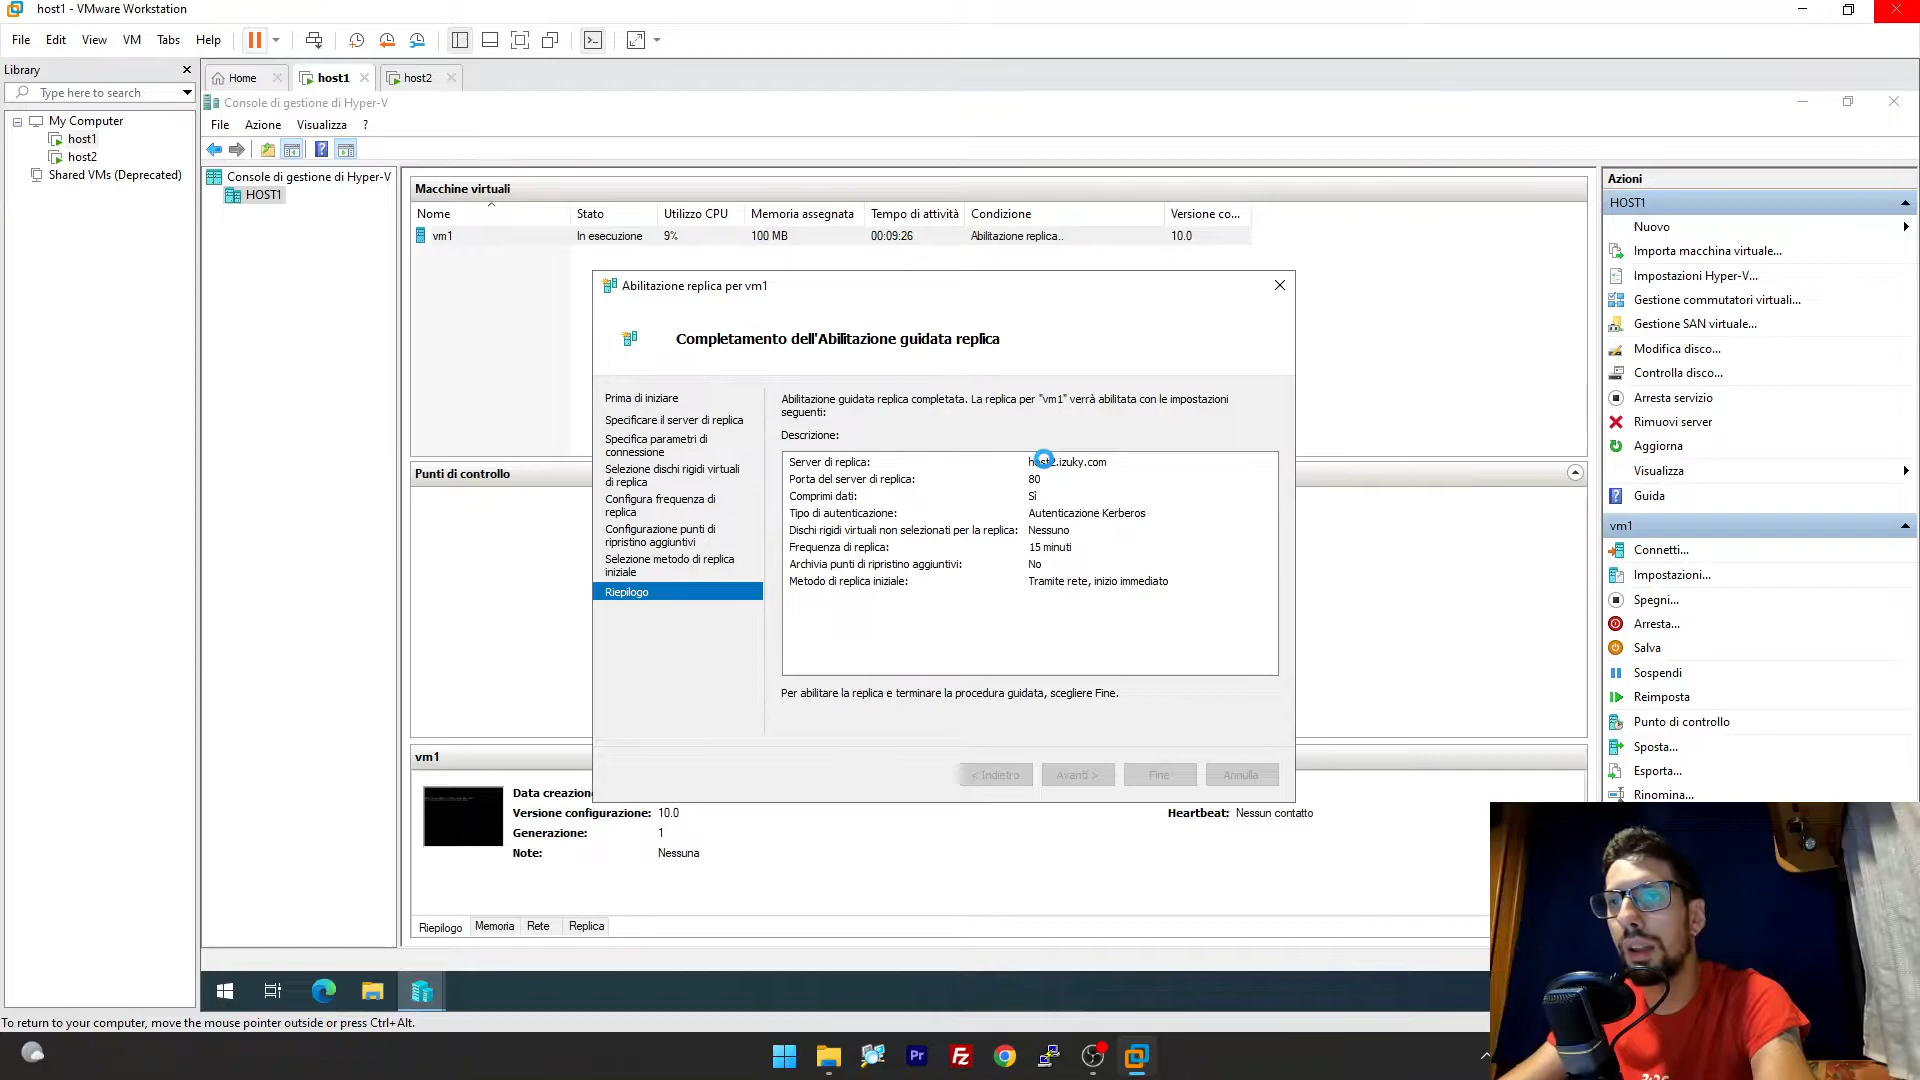 host1 - VMware Workstation
File Edit View VM Tabs Help
Library
Type here to search
My Computer
host1
host2
Shared VMs (Deprecated)
Home host1 host2
Console di gestione di Hyper-V
File Azione Visualizza ?
Console di gestione di Hyper-V
HOST1
Macchine virtuali
Nome Stato Utilizzo CPU Memoria assegnata Tempo di attività Condizione Versione co...
vm1 In esecuzione 9% 100 MB 00:09:26 Abilitazione replica.. 10.0
Punti di controllo
Abilitazione replica per vm1
Completamento dell'Abilitazione guidata replica
Prima di iniziare
Specificare il server di replica
Specifica parametri di
connessione
Selezione dischi rigidi virtuali
di replica
Configura frequenza di
replica
Configurazione punti di
ripristino aggiuntivi
Selezione metodo di replica
iniziale
Riepilogo
Abilitazione guidata replica completata. La replica per "vm1" verrà abilitata con le impostazioni
seguenti:
Descrizione:
Server di replica: host2.izuky.com
Porta del server di replica: 80
Comprimi dati: Sì
Tipo di autenticazione: Autenticazione Kerberos
Dischi rigidi virtuali non selezionati per la replica: Nessuno
Frequenza di replica: 15 minuti
Archivia punti di ripristino aggiuntivi: No
Metodo di replica iniziale: Tramite rete, inizio immediato
Per abilitare la replica e terminare la procedura guidata, scegliere Fine.
< Indietro Avanti > Fine Annulla
vm1
Data creazion
Versione configurazione: 10.0
Generazione: 1
Note: Nessuna
Heartbeat: Nessun contatto
Riepilogo Memoria Rete Replica
Azioni
HOST1
Nuovo
Importa macchina virtuale...
Impostazioni Hyper-V...
Gestione commutatori virtuali...
Gestione SAN virtuale...
Modifica disco...
Controlla disco...
Arresta servizio
Rimuovi server
Aggiorna
Visualizza
Guida
vm1
Connetti...
Impostazioni...
Spegni...
Arresta...
Salva
Sospendi
Reimposta
Punto di controllo
Sposta...
Esporta...
Rinomina...
To return to your computer, move the mouse pointer outside or press Ctrl+Alt.
Pr
Fz